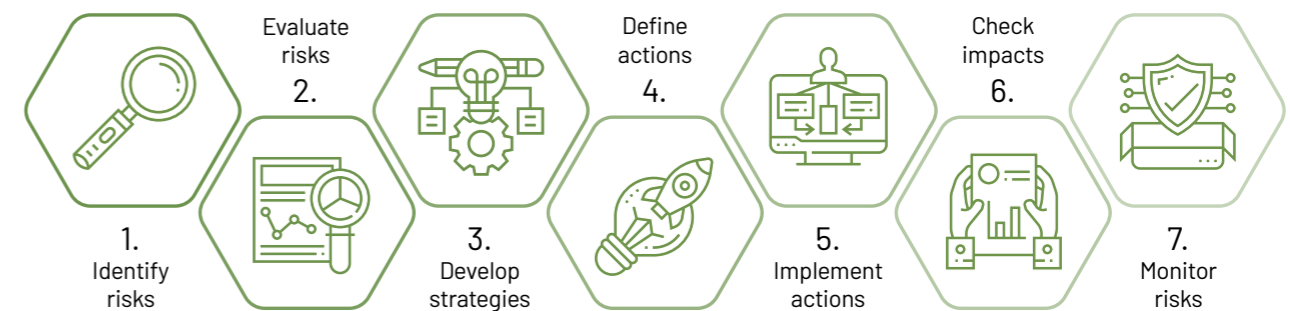 1.
Identify
risks
Evaluate
risks
2.
3.
Develop
strategies
Define
actions
4.
5.
Implement
actions
Check
impacts
6.
7.
Monitor
risks